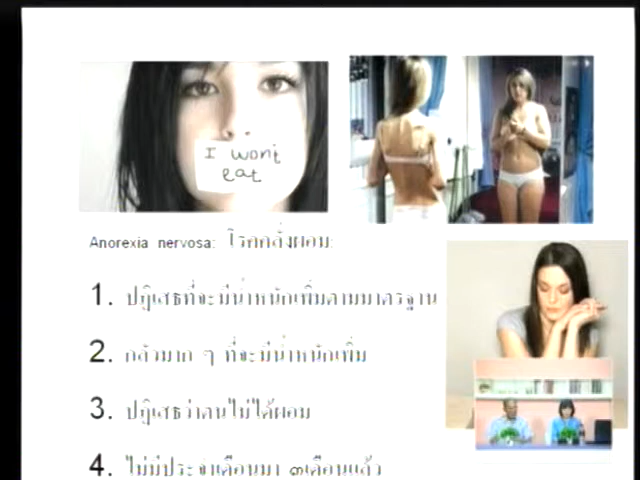 I won't
eat
Anorexia nervosa: โรคคลั่งผอม:
1. ปฏิเสธที่จะมีน้ำหนักเพิ่มตามมาตรฐาน
2. กลัวมาก ๆ ที่จะมีน้ำหนักเพิ่ม
3. ปฏิเสธว่าตนไม่ได้ผอม
4. ไม่มีประจำเดือนมา ๓เดือนแล้ว